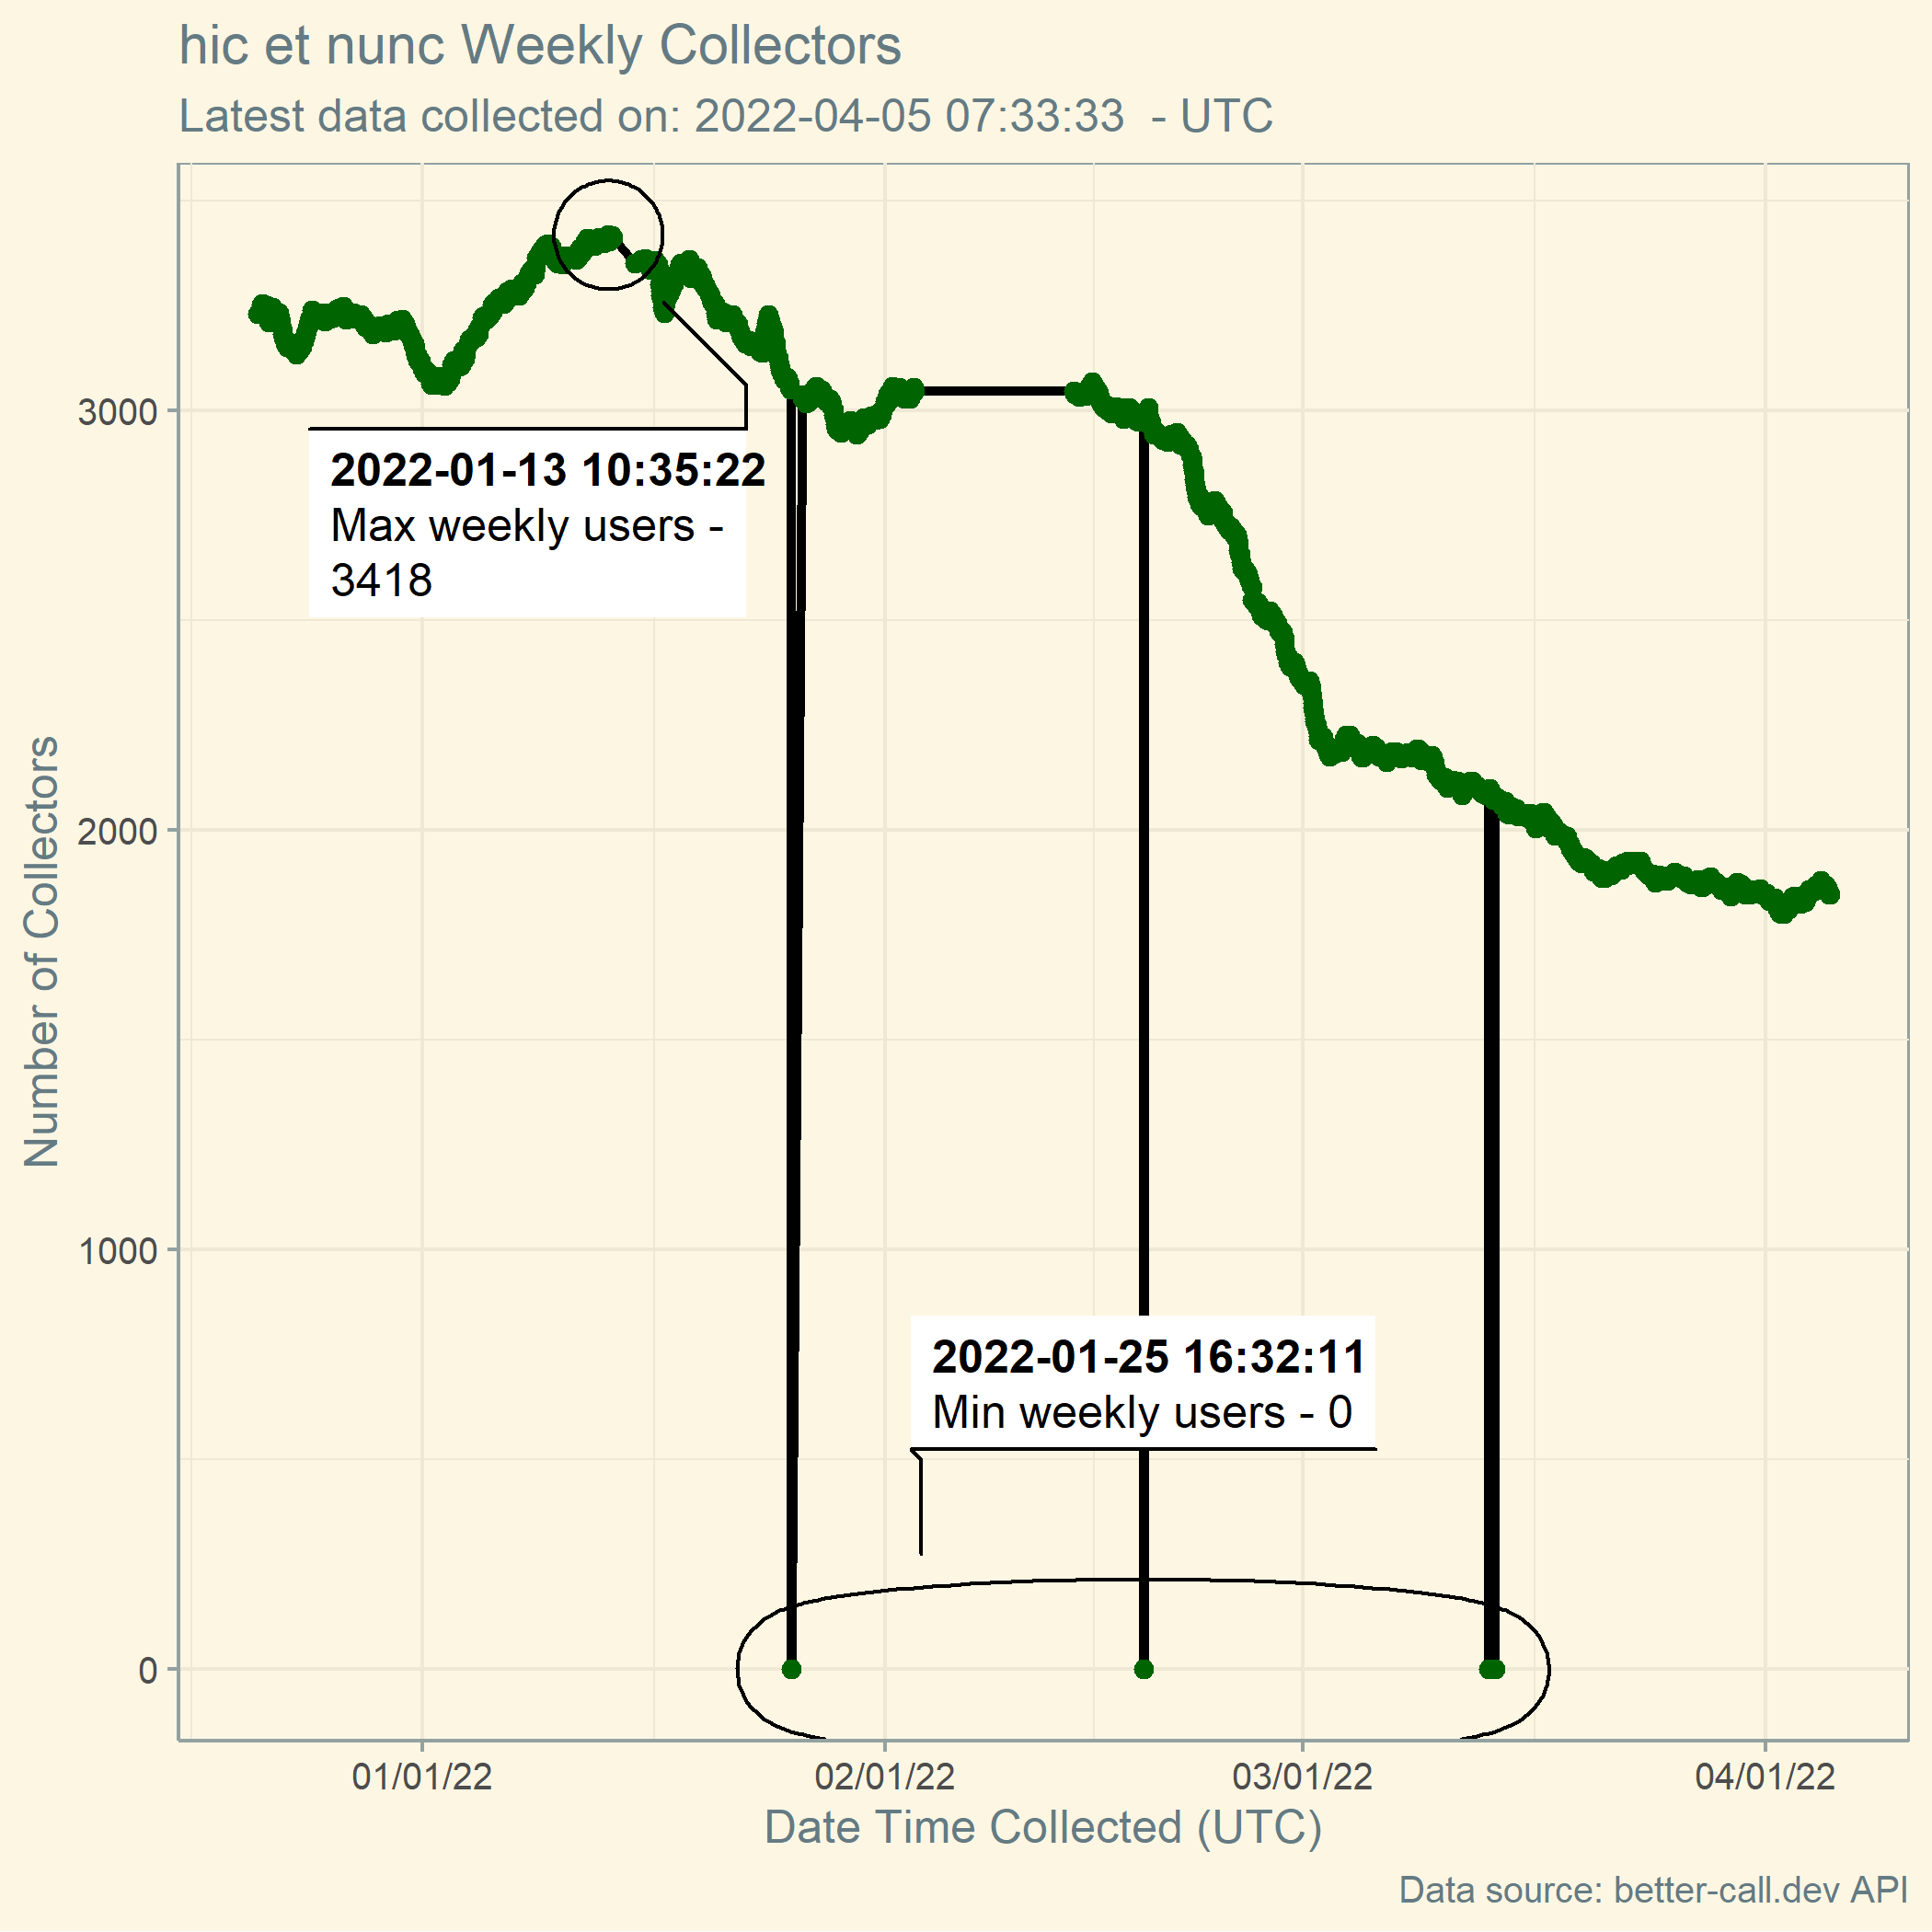 hic et nunc Weekly Collectors
Latest data collected on: 2022-04-05 07:33:33 - UTC
Number of Collectors
3000
2000
1000
0
2022-01-13 10:35:22
Max weekly users -
3418
2022-01-25 16:32:11
Min weekly users - 0
01/01/22
02/01/22
03/01/22
04/01/22
Date Time Collected (UTC)
Data source: better-call.dev API